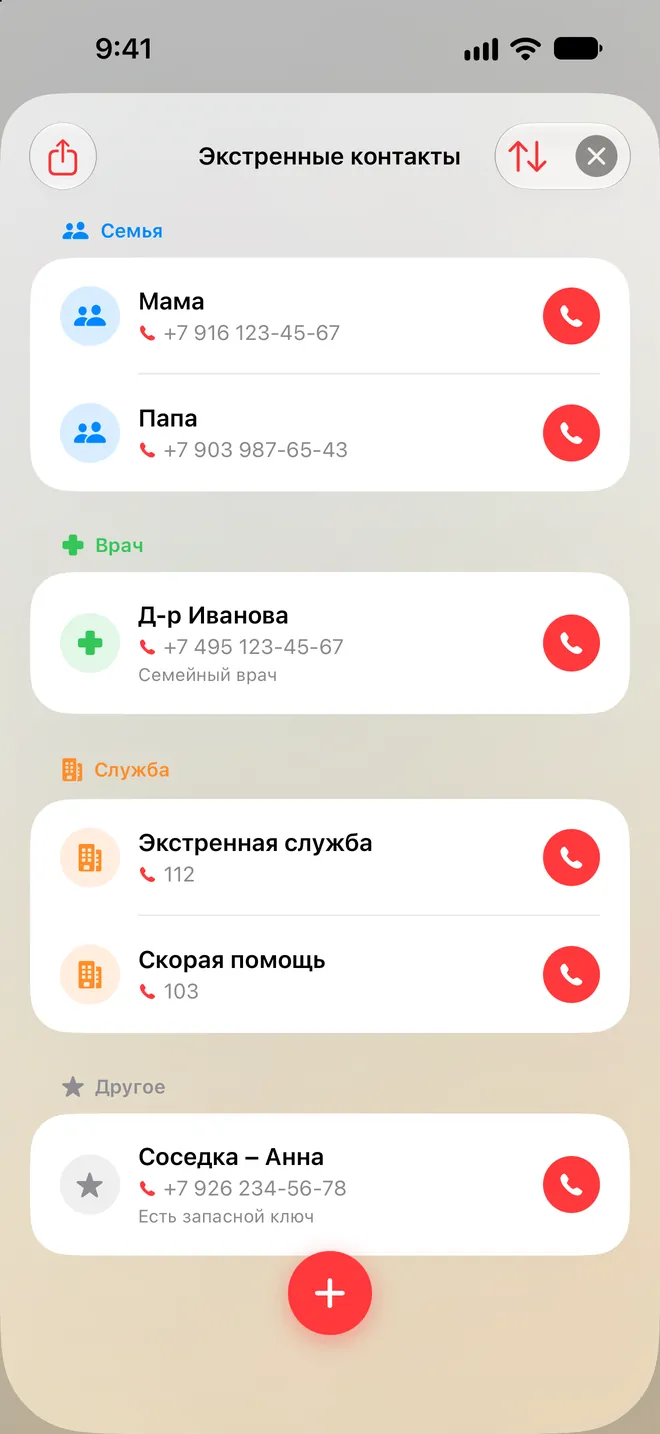 9:41
Экстренные контакты
Семья
Мама
+7 916 123-45-67
Папа
+7 903 987-65-43
Врач
Д-р Иванова
+7 495 123-45-67
Семейный врач
Служба
Экстренная служба
112
Скорая помощь
103
Другое
Соседка – Анна
+7 926 234-56-78
Есть запасной ключ